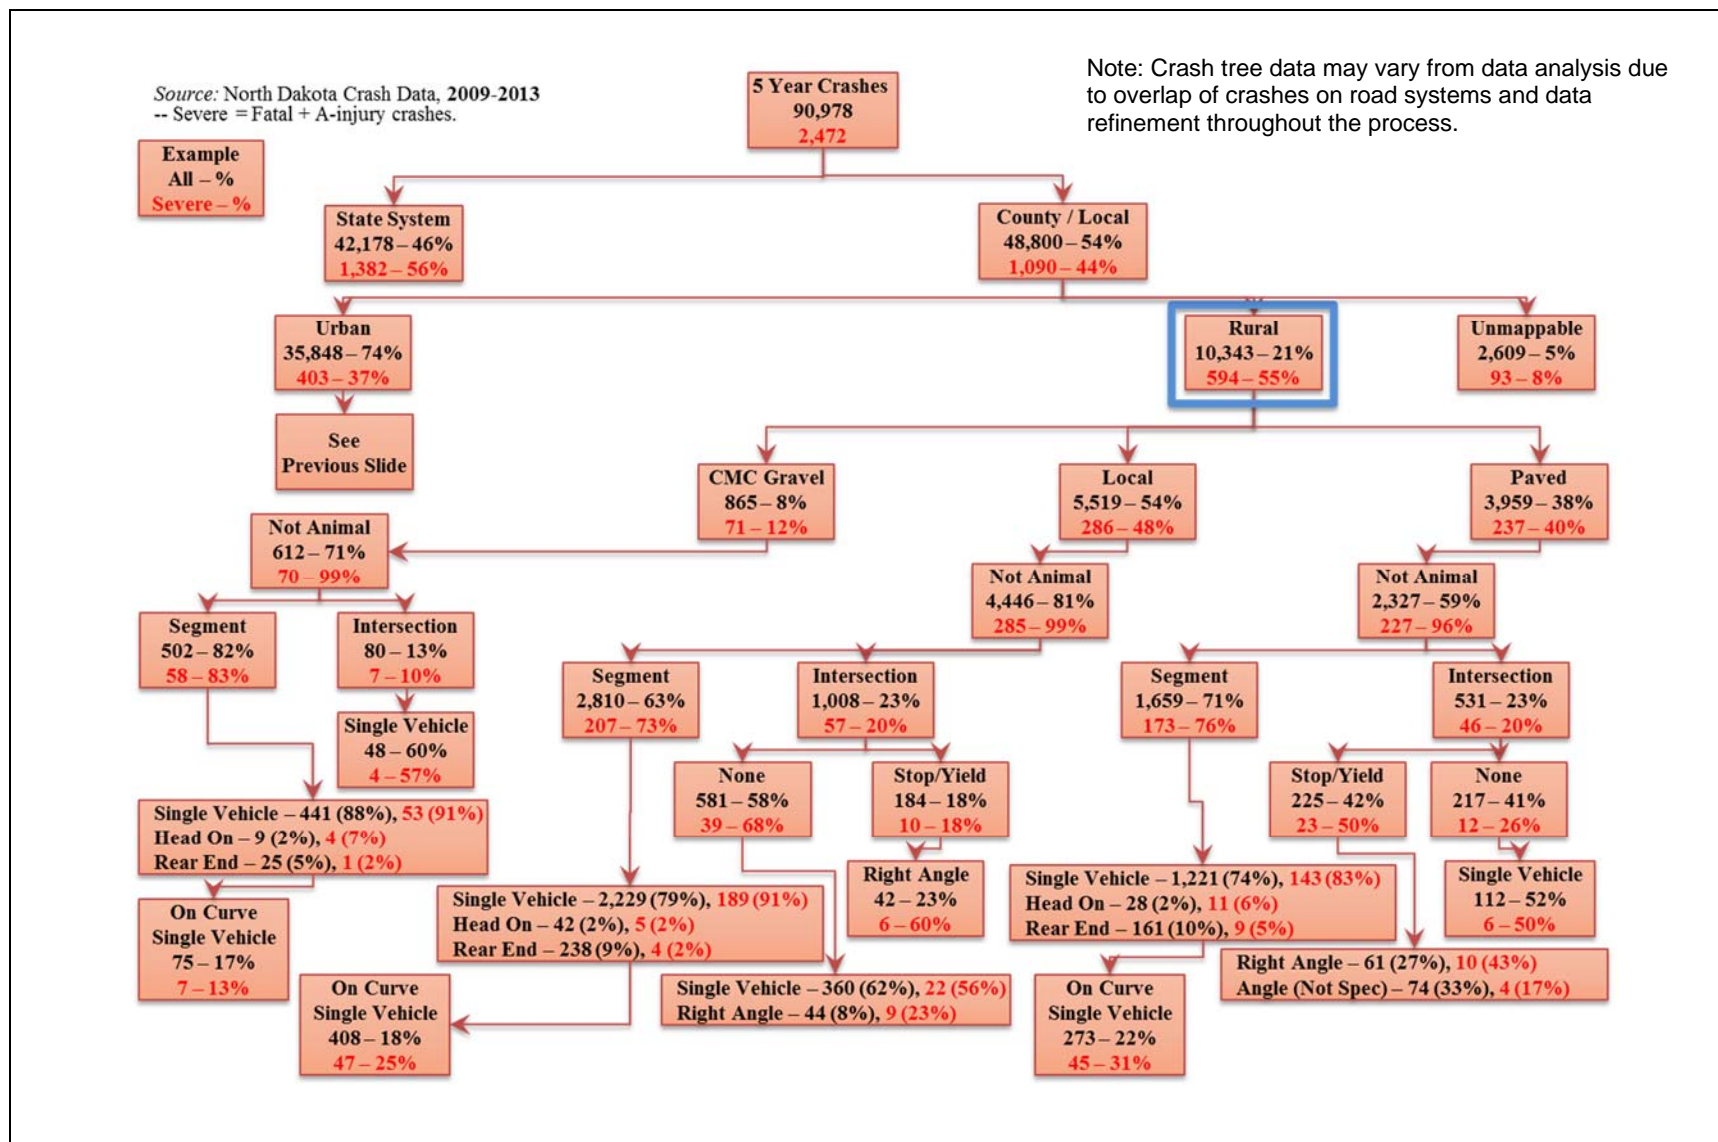 Source: North Dakota Crash Data, 2009-2013
-- Severe = Fatal + A-injury crashes.
Note: Crash tree data may vary from data analysis due
to overlap of crashes on road systems and data
refinement throughout the process.
Example
All – %
Severe – %
5 Year Crashes
90,978
2,472
State System
42,178 – 46%
1,382 – 56%
County / Local
48,800 – 54%
1,090 – 44%
Urban
35,848 – 74%
403 – 37%
Rural
10,343 – 21%
594 – 55%
Unmappable
2,609 – 5%
93 – 8%
See
Previous Slide
CMC Gravel
865 – 8%
71 – 12%
Local
5,519 – 54%
286 – 48%
Paved
3,959 – 38%
237 – 40%
Not Animal
612 – 71%
70 – 99%
Not Animal
4,446 – 81%
285 – 99%
Not Animal
2,327 – 59%
227 – 96%
Segment
502 – 82%
58 – 83%
Intersection
80 – 13%
7 – 10%
Segment
2,810 – 63%
207 – 73%
Intersection
1,008 – 23%
57 – 20%
Segment
1,659 – 71%
173 – 76%
Intersection
531 – 23%
46 – 20%
Single Vehicle
48 – 60%
4 – 57%
None
581 – 58%
39 – 68%
Stop/Yield
184 – 18%
10 – 18%
Stop/Yield
225 – 42%
23 – 50%
None
217 – 41%
12 – 26%
Single Vehicle – 441 (88%), 53 (91%)
Head On – 9 (2%), 4 (7%)
Rear End – 25 (5%), 1 (2%)
Single Vehicle – 2,229 (79%), 189 (91%)
Head On – 42 (2%), 5 (2%)
Rear End – 238 (9%), 4 (2%)
Right Angle
42 – 23%
6 – 60%
Single Vehicle – 1,221 (74%), 143 (83%)
Head On – 28 (2%), 11 (6%)
Rear End – 161 (10%), 9 (5%)
Single Vehicle
112 – 52%
6 – 50%
On Curve
Single Vehicle
75 – 17%
7 – 13%
On Curve
Single Vehicle
408 – 18%
47 – 25%
Single Vehicle – 360 (62%), 22 (56%)
Right Angle – 44 (8%), 9 (23%)
On Curve
Single Vehicle
273 – 22%
45 – 31%
Right Angle – 61 (27%), 10 (43%)
Angle (Not Spec) – 74 (33%), 4 (17%)